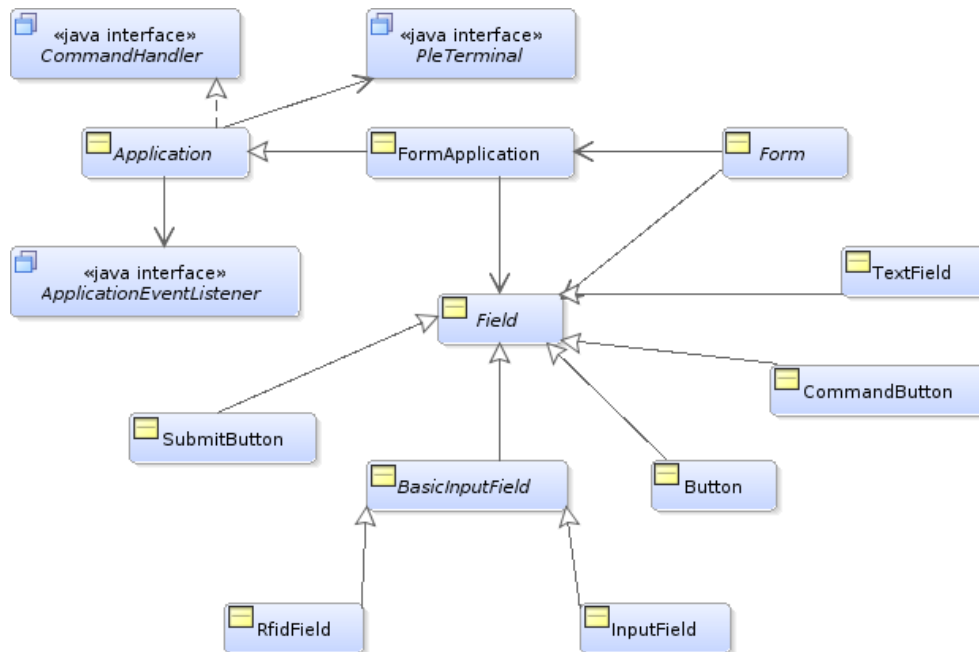 «java interface»
CommandHandler
«java interface»
PleTerminal
Application
FormApplication
Form
«java interface»
ApplicationEventListener
TextField
Field
CommandButton
SubmitButton
BasicInputField
Button
RfidField
InputField